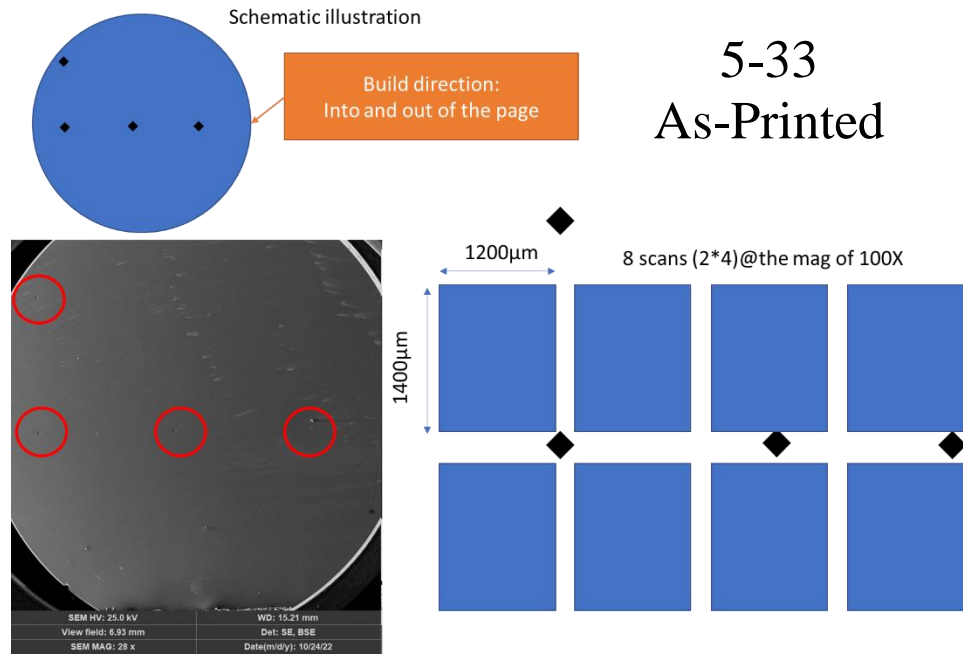 Schematic illustration
Build direction:
Into and out of the page
5-33
As-Printed
1200µm
8 scans (2*4)@the mag of 100X
1400µm
SEM HV: 25.0 kV
WD: 15.21 mm
View field: 6.93 mm
Det: SE, BSE
SEM MAG: 28 x
Date(m/d/y): 10/24/22